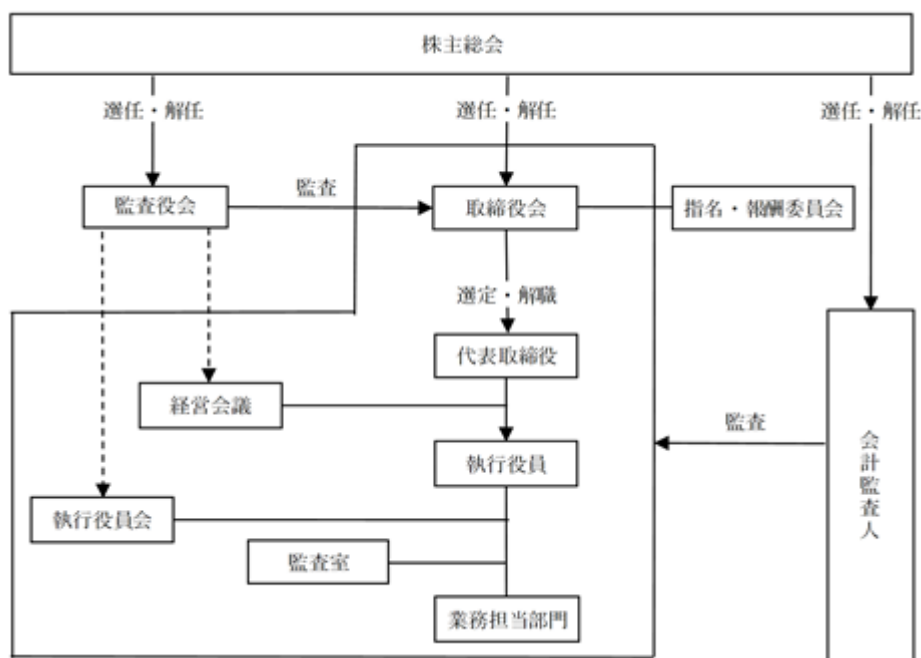 株主総会
選任・解任
選任・解任
選任・解任
監査役会
監査
取締役会
指名・報酬委員会
選定・解職
代表取締役
経営会議
監査
執行役員
会計監査人
執行役員会
監査室
業務担当部門